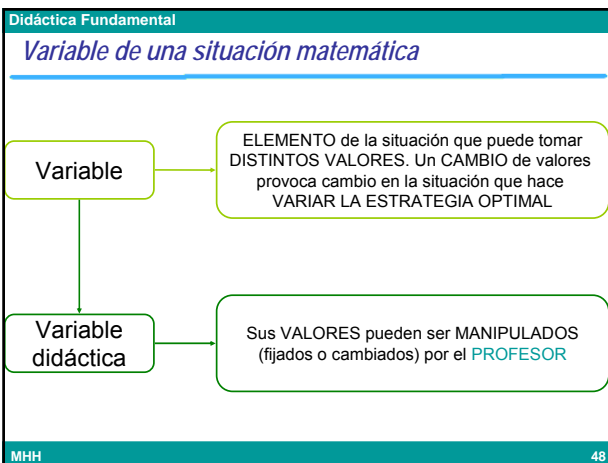 Didáctica Fundamental
Variable de una situación matemática
Variable
ELEMENTO de la situación que puede tomar
DISTINTOS VALORES. Un CAMBIO de valores
provoca cambio en la situación que hace
VARIAR LA ESTRATEGIA OPTIMAL
Variable
didáctica
Sus VALORES pueden ser MANIPULADOS
(fijados o cambiados) por el PROFESOR
MHH
48